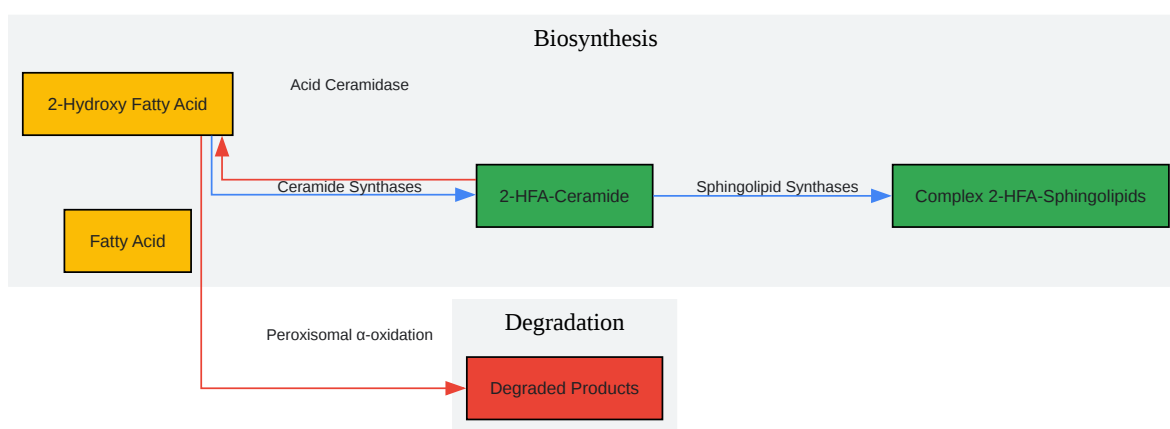 Biosynthesis
Acid Ceramidase
2-Hydroxy Fatty Acid
Ceramide Synthases
Sphingolipid Synthases
2-HFA-Ceramide
Complex 2-HFA-Sphingolipids
Fatty Acid
Degradation
Peroxisomal α-oxidation
Degraded Products